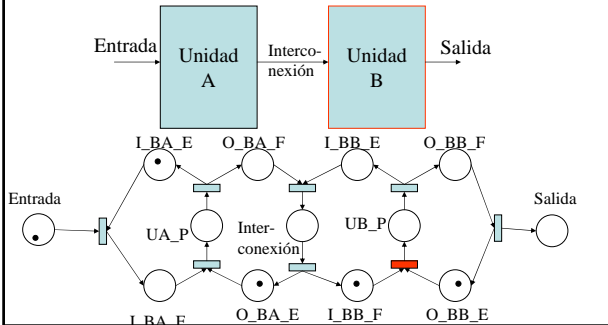 Entrada
Unidad
A
Interco-
nexión
Unidad
B
Salida
I_BA_E
O_BA_F
I_BB_E
O_BB_F
Entrada
Salida
UA_P
Inter-
conexión
UB_P
I_BA_F
O_BA_E
I_BB_F
O_BB_E